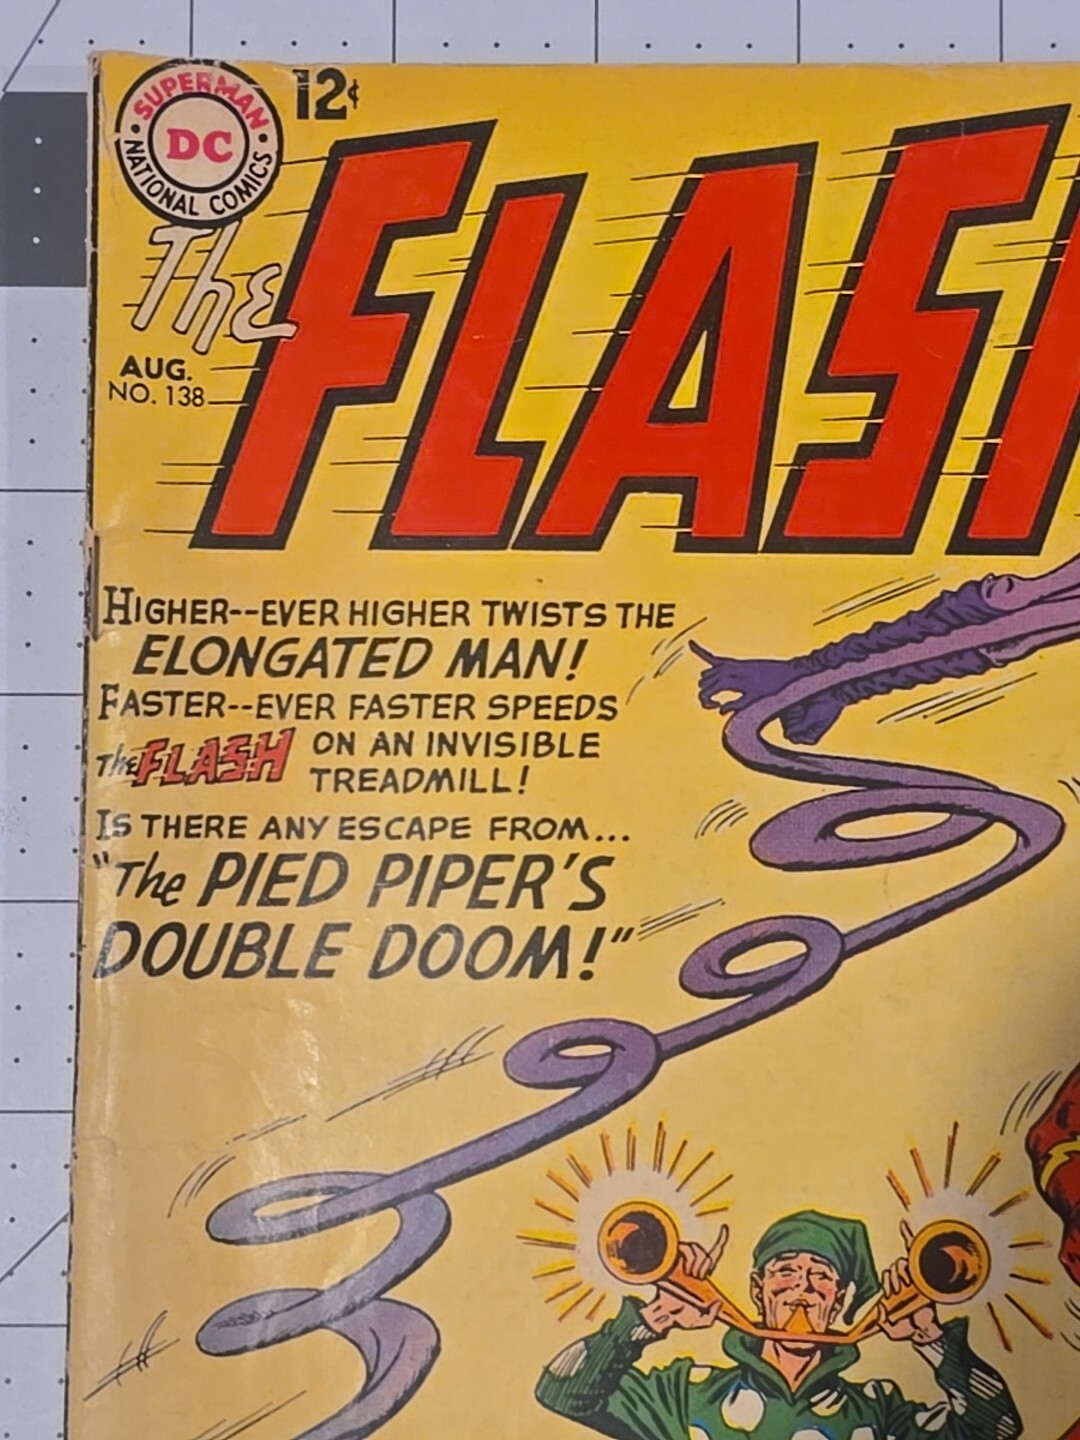 SUPERMAN
DC
NATIONAL COMICS
12¢
The
FLAS
AUG.
NO. 138
HIGHER--EVER HIGHER TWISTS THE
ELONGATED MAN!
FASTER--EVER FASTER SPEEDS
The FLASH ON AN INVISIBLE
TREADMILL!
IS THERE ANY ESCAPE FROM...
"The PIED PIPER'S
DOUBLE DOOM!"